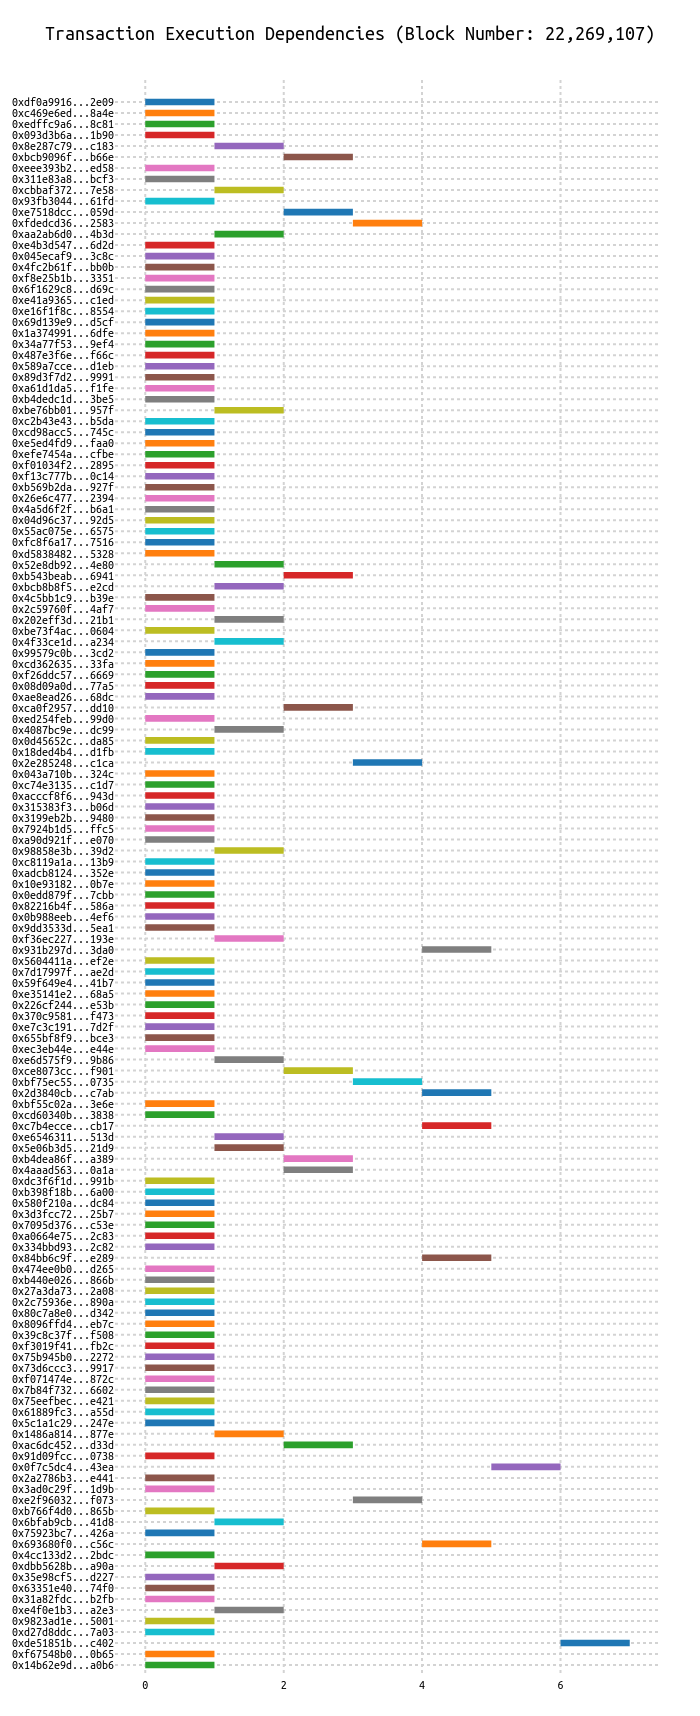 Transaction Execution Dependencies (Block Number: 22,269,107)
0xdf0a9916...2e09
0xc469e6ed...8a4e
0xedffc9a6...8c81
0x093d3b6a...1b90
0x8e287c79...c183
0xbcb9096f...b66e
0xeee393b2...ed58
0x311e83a8...bcf3
0xcbbaf372...7e58
0x93fb3044...61fd
0xe7518dcc...059d
0xfdedcd36...2583
0xaa2ab6d0...4b3d
0xe4b3d547...6d2d
0x045ecaf9...3c8c
0x4fc2b61f...bb0b
0xf8e25b1b...3351
0x6f1629c8...d69c
0xe41a9365...c1ed
0xe16f1f8c...8554
0x69d139e9...d5cf
0x1a374991...6dfe
0x34a77f53...9ef4
0x487e3f6e...f66c
0x589a7cce...d1eb
0x89d3f7d2...9991
0xa61d1da5...f1fe
0xb4dedc1d...3be5
0xbe76bb01...957f
0xc2b43e43...b5da
0xcd98acc5...745c
0xe5ed4fd9...faa0
0xefe7454a...cfbe
0xf01034f2...2895
0xf13c777b...0c14
0xb569b2da...927f
0x26e6c477...2394
0x4a5d6f2f...b6a1
0x04d96c37...92d5
0x55ac075e...6575
0xfc8f6a17...7516
0xd5838482...5328
0x52e8db92...4e80
0xb543beab...6941
0xbcb8b8f5...e2cd
0x4c5bb1c9...b39e
0x2c59760f...4af7
0x202eff3d...21b1
0xbe73f4ac...0604
0x4f33ce1d...a234
0x99579c0b...3cd2
0xcd362635...33fa
0xf26ddc57...6669
0x08d09a0d...77a5
0xae8ead26...68dc
0xca0f2957...dd10
0xed254feb...99d0
0x4087bc9e...dc99
0x0d45652c...da85
0x18ded4b4...d1fb
0x2e285248...c1ca
0x043a710b...324c
0xc74e3135...c1d7
0xacccf8f6...943d
0x315383f3...b06d
0x3199eb2b...9480
0x7924b1d5...ffc5
0xa90d921f...e070
0x98858e3b...39d2
0xc8119a1a...13b9
0xadcb8124...352e
0x10e93182...0b7e
0x0edd879f...7cbb
0x82216b4f...586a
0x0b988eeb...4ef6
0x9dd3533d...5ea1
0xf36ec227...193e
0x931b297d...3da0
0x5604411a...ef2e
0x7d17997f...ae2d
0x59f649e4...41b7
0xe35141e2...68a5
0x226cf244...e53b
0x370c9581...f473
0xe7c3c191...7d2f
0x655bf8f9...bce3
0xec3eb44e...e44e
0xe6d575f9...9b86
0xce8073cc...f901
0xbf75ec55...0735
0x2d3840cb...c7ab
0xbf55c02a...3e6e
0xcd60340b...3838
0xc7b4ecce...cb17
0xe6546311...513d
0x5e06b3d5...21d9
0xb4dea86f...a389
0x4aaad563...0a1a
0xdc3f6f1d...991b
0xb398f18b...6a00
0x580f210a...dc84
0x3d3fcc72...25b7
0x7095d376...c53e
0xa0664e75...2c83
0x334bbd93...2c82
0x84bb6c9f...e289
0x474ee0b0...d265
0xb440e026...866b
0x27a3da73...2a08
0x2c75936e...890a
0x80c7a8e0...d342
0x8096ffd4...eb7c
0x39c8c37f...f508
0xf3019f41...fb2c
0x75b945b0...2272
0x73d6ccc3...9917
0xf071474e...872c
0x7b84f732...6602
0x75eefbec...e421
0x61889fc3...a55d
0x5c1a1c29...247e
0x1486a814...877e
0xac6dc452...d33d
0x91d09fcc...0738
0x0f7c5dc4...43ea
0x2a2786b3...e441
0x3ad0c29f...1d9b
0xe2f96032...f073
0xb766f4d0...865b
0x6bfab9cb...41d8
0x75923bc7...426a
0x693680f0...c56c
0x4cc133d2...2bdc
0xdbb5628b...a90a
0x35e98cf5...d227
0x63351e40...74f0
0x31a82fdc...b2fb
0xe4f0e1b3...a2e3
0x9823ad1e...5001
0xd27d8ddc...7a03
0xde51851b...c402
0xf67548b0...0b65
0x14b62e9d...a0b6
0 2 4 6